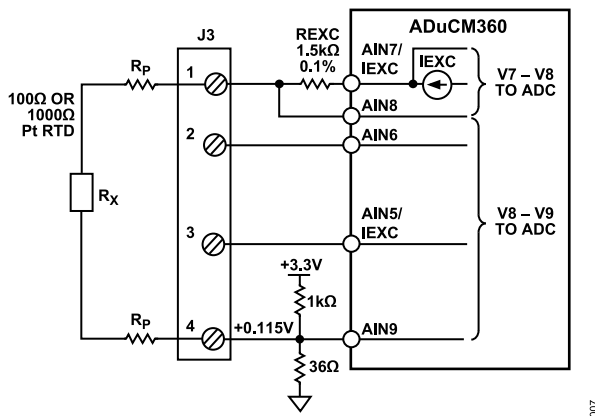 ADuCM360
J3
REXC
1.5kΩ
0.1%
AIN7/
IEXC
IEXC
V7 – V8
TO ADC
RP
1
100Ω OR
1000Ω
Pt RTD
AIN8
2
AIN6
RX
V8 – V9
TO ADC
3
AIN5/
IEXC
+3.3V
1kΩ
RP
4
+0.115V
AIN9
36Ω
007